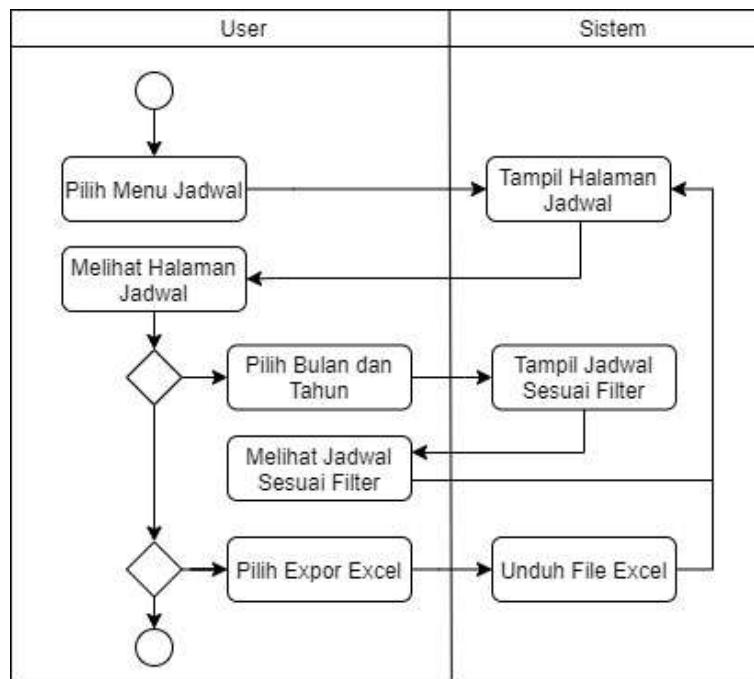 User
Sistem
Pilih Menu Jadwal
Tampil Halaman
Jadwal
Melihat Halaman
Jadwal
Pilih Bulan dan
Tahun
Tampil Jadwal
Sesuai Filter
Melihat Jadwal
Sesuai Filter
Pilih Expor Excel
Unduh File Excel